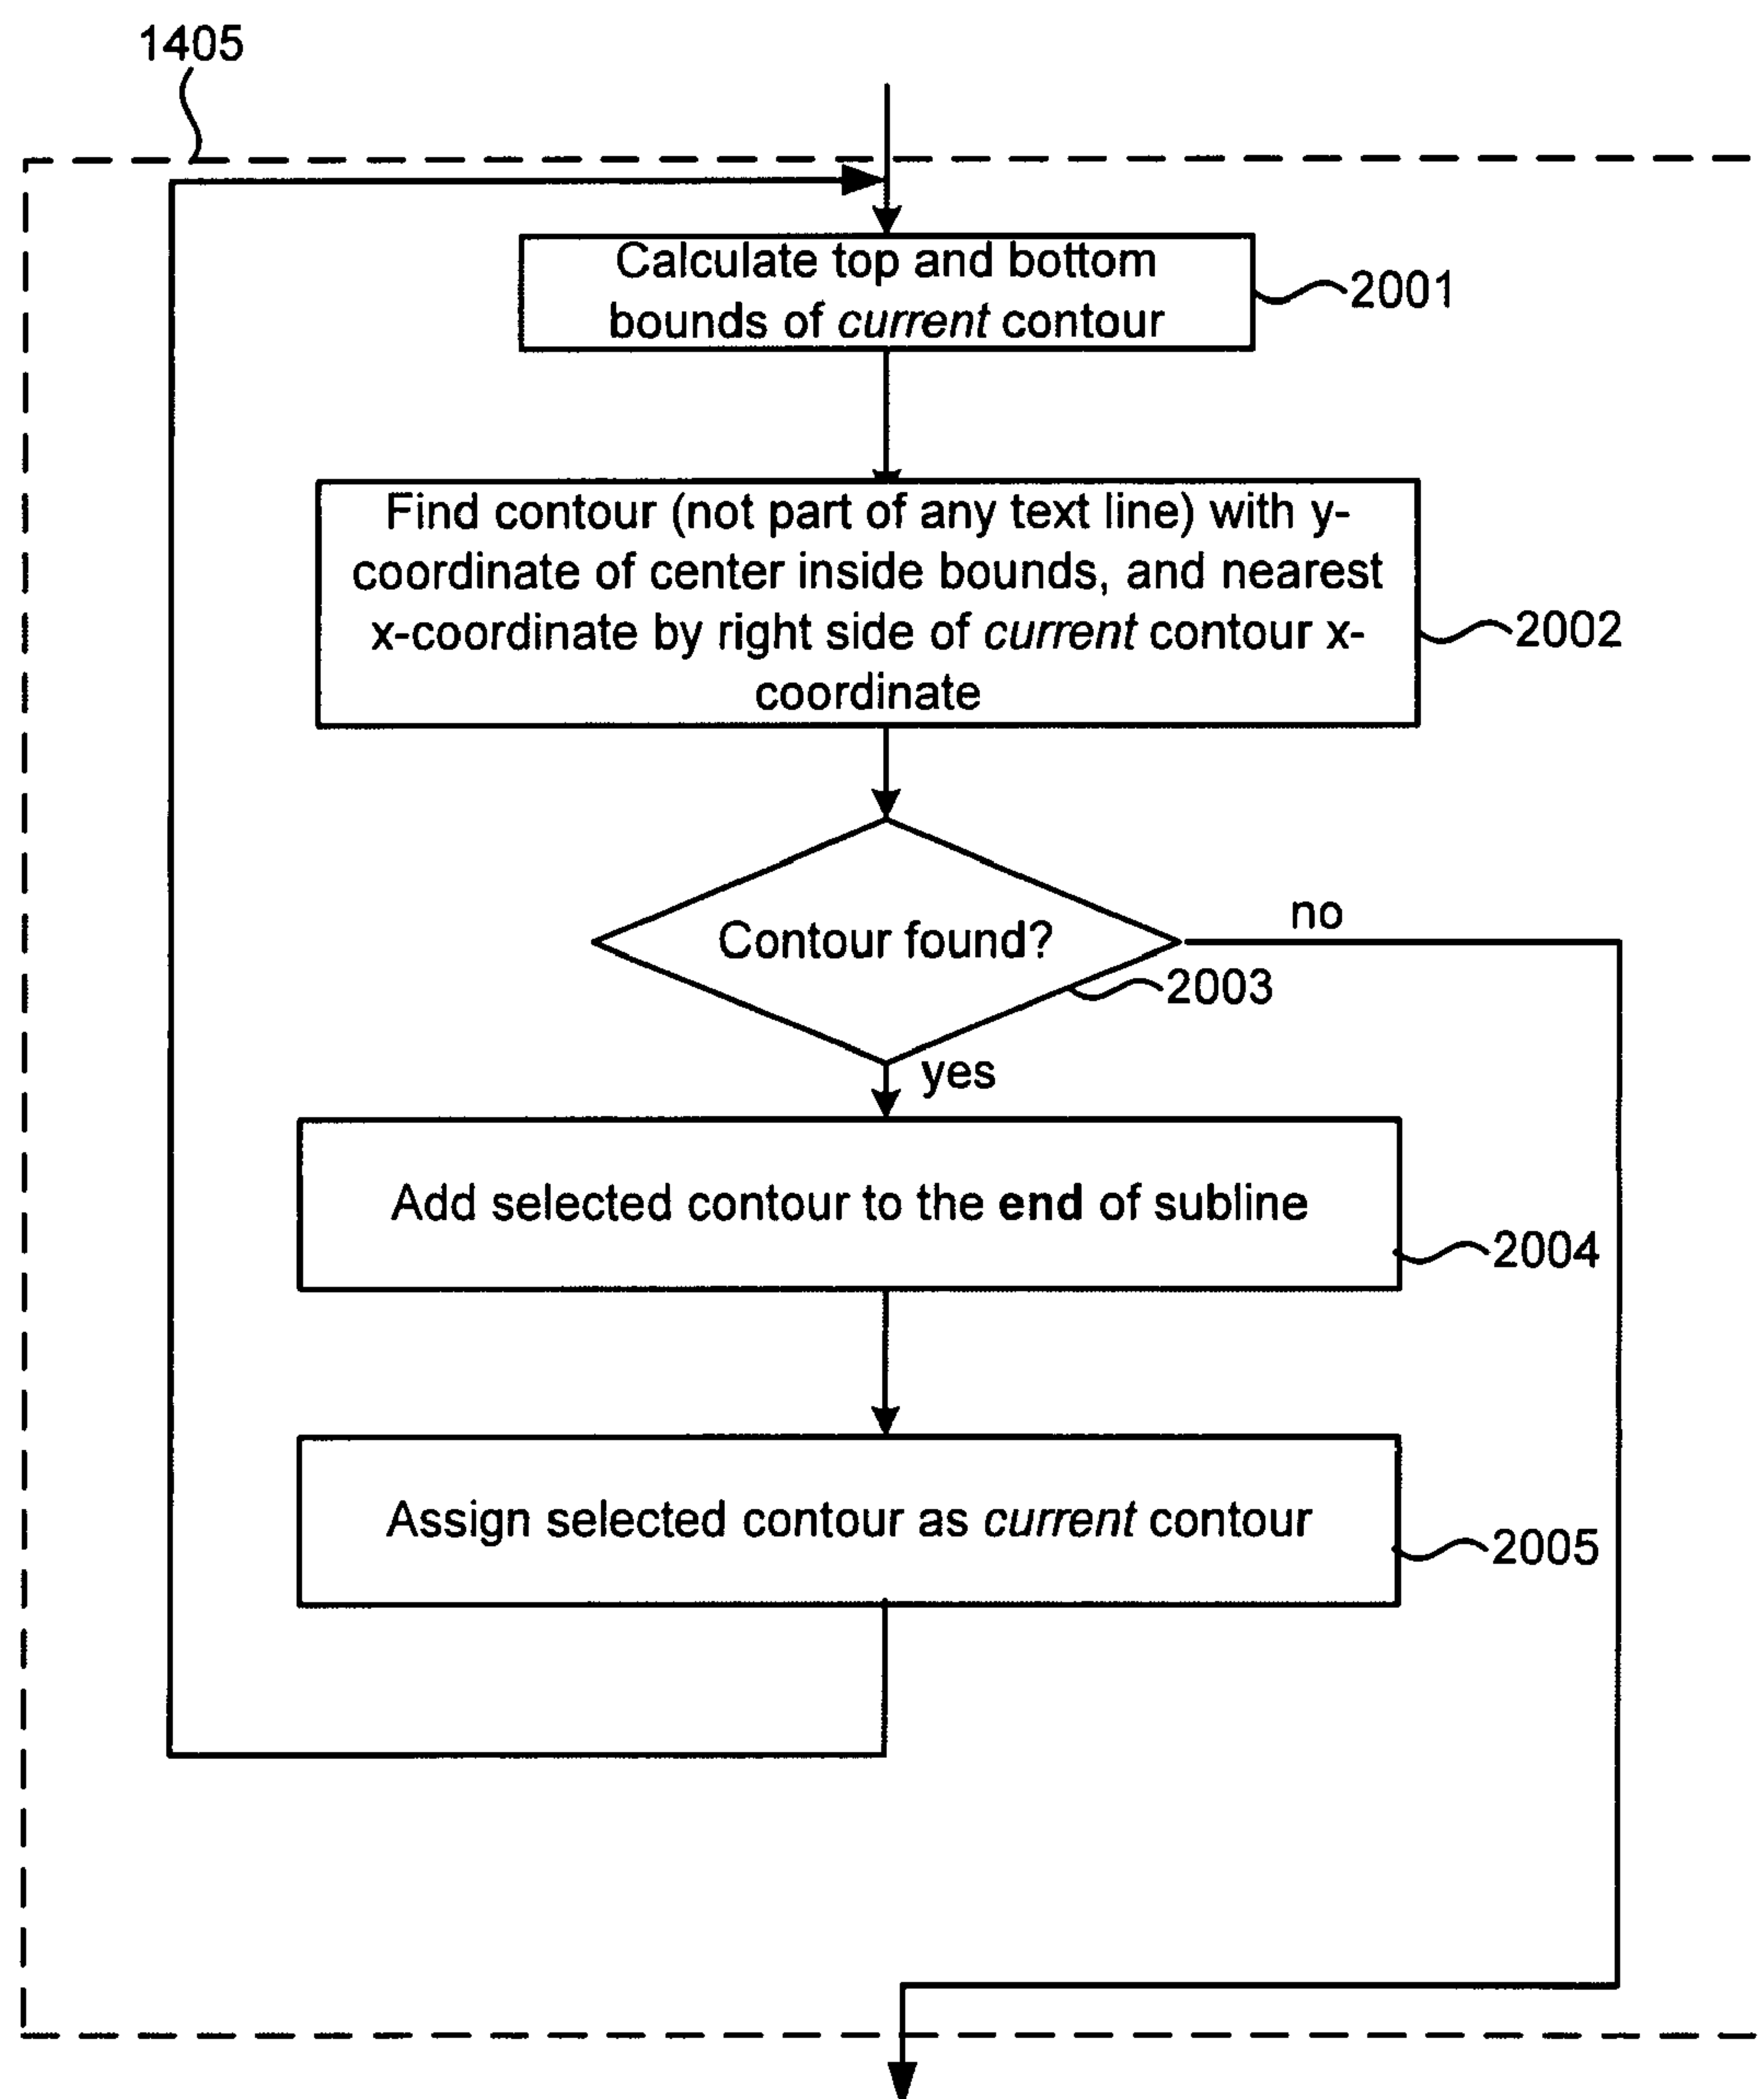 1405
Calculate top and bottom
bounds of current contour
2001
Find contour (not part of any text line) with y-
coordinate of center inside bounds, and nearest
x-coordinate by right side of current contour x-
coordinate
2002
Contour found?
no
2003
yes
Add selected contour to the end of subline
2004
Assign selected contour as current contour
2005